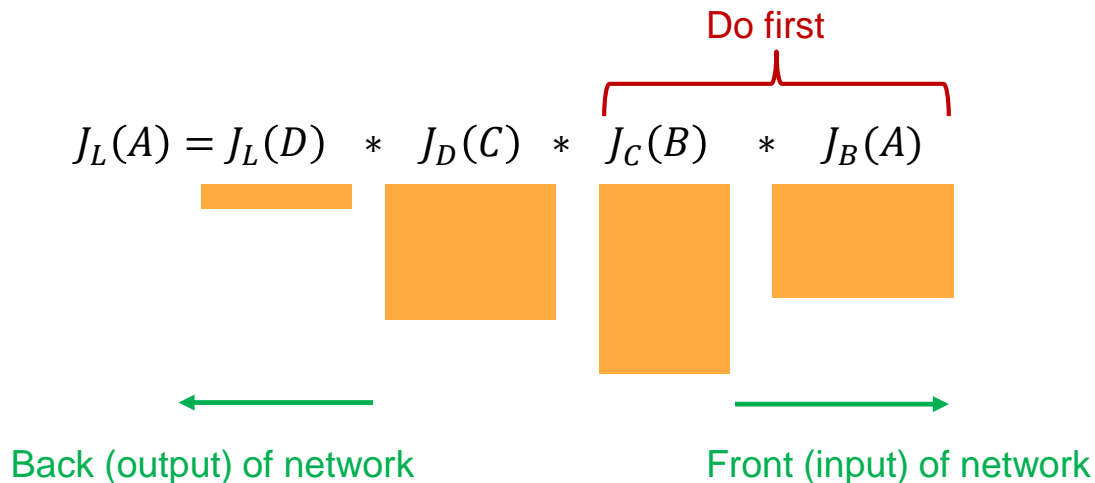 Do first
J_L(A) = J_L(D) * J_D(C) * J_C(B) * J_B(A)
Back (output) of network
Front (input) of network